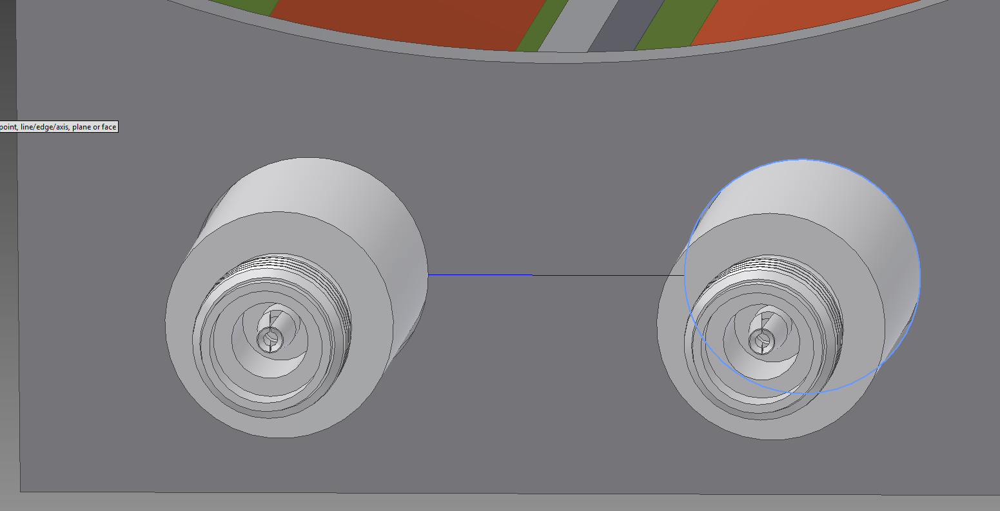 point, line/edge/axis, plane or face